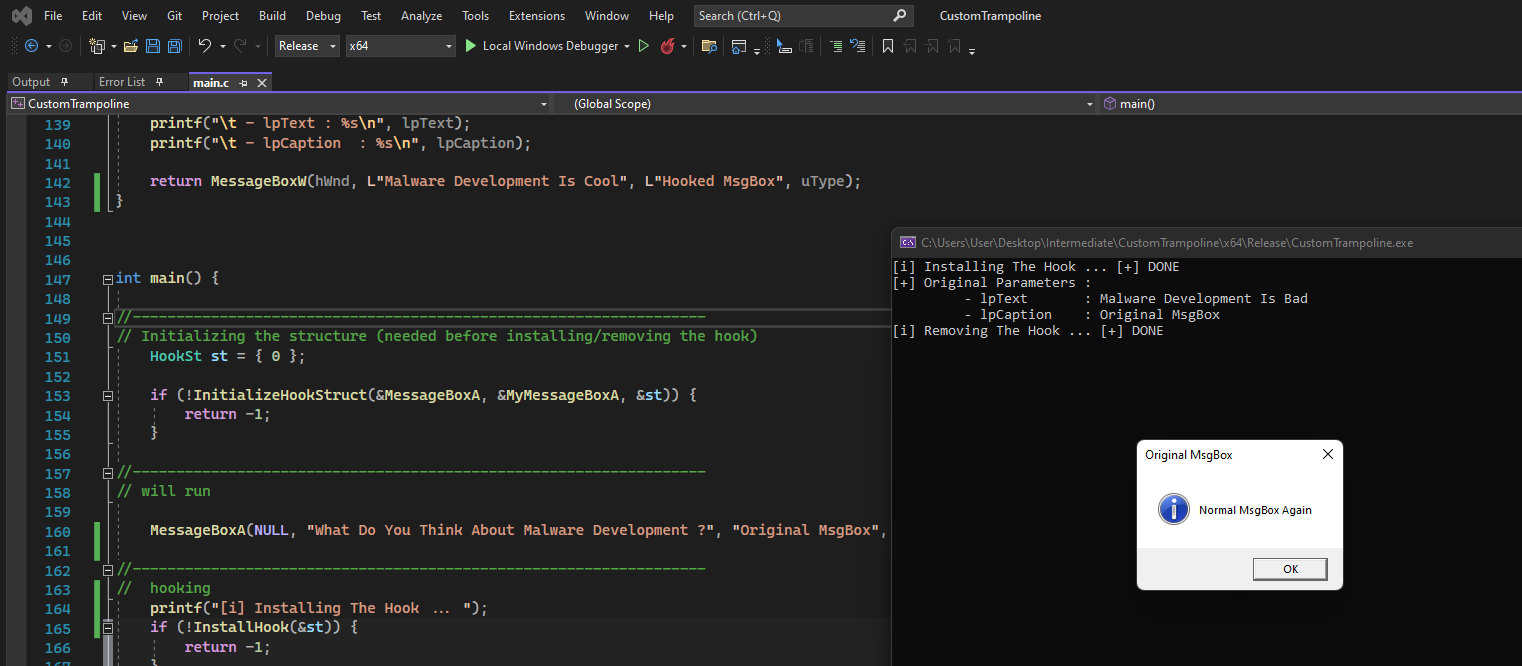 File Edit View Git Project Build Debug Test Analyze Tools Extensions Window Help Search (Ctrl+Q) CustomTrampoline
Release x64 Local Windows Debugger
Output Error List main.c
CustomTrampoline (Global Scope) main()
139 printf("\t - lpText : %s\n", lpText);
140 printf("\t - lpCaption  : %s\n", lpCaption);
141
142 return MessageBoxW(hWnd, L"Malware Development Is Cool", L"Hooked MsgBox", uType);
143 }
144
145
146
147 int main() {
148
149 //------------------------------------------------------------------
150 // Initializing the structure (needed before installing/removing the hook)
151 HookSt st = { 0 };
152
153 if (!InitializeHookStruct(&MessageBoxA, &MyMessageBoxA, &st)) {
154 return -1;
155 }
156
157 //------------------------------------------------------------------
158 // will run
159
160 MessageBoxA(NULL, "What Do You Think About Malware Development ?", "Original MsgBox",
161
162 //------------------------------------------------------------------
163 //  hooking
164 printf("[i] Installing The Hook ... ");
165 if (!InstallHook(&st)) {
166 return -1;
167 }
C:\Users\User\Desktop\Intermediate\CustomTrampoline\x64\Release\CustomTrampoline.exe
[i] Installing The Hook ... [+] DONE
[+] Original Parameters :
- lpText       : Malware Development Is Bad
- lpCaption    : Original MsgBox
[i] Removing The Hook ... [+] DONE
Original MsgBox
Normal MsgBox Again
OK